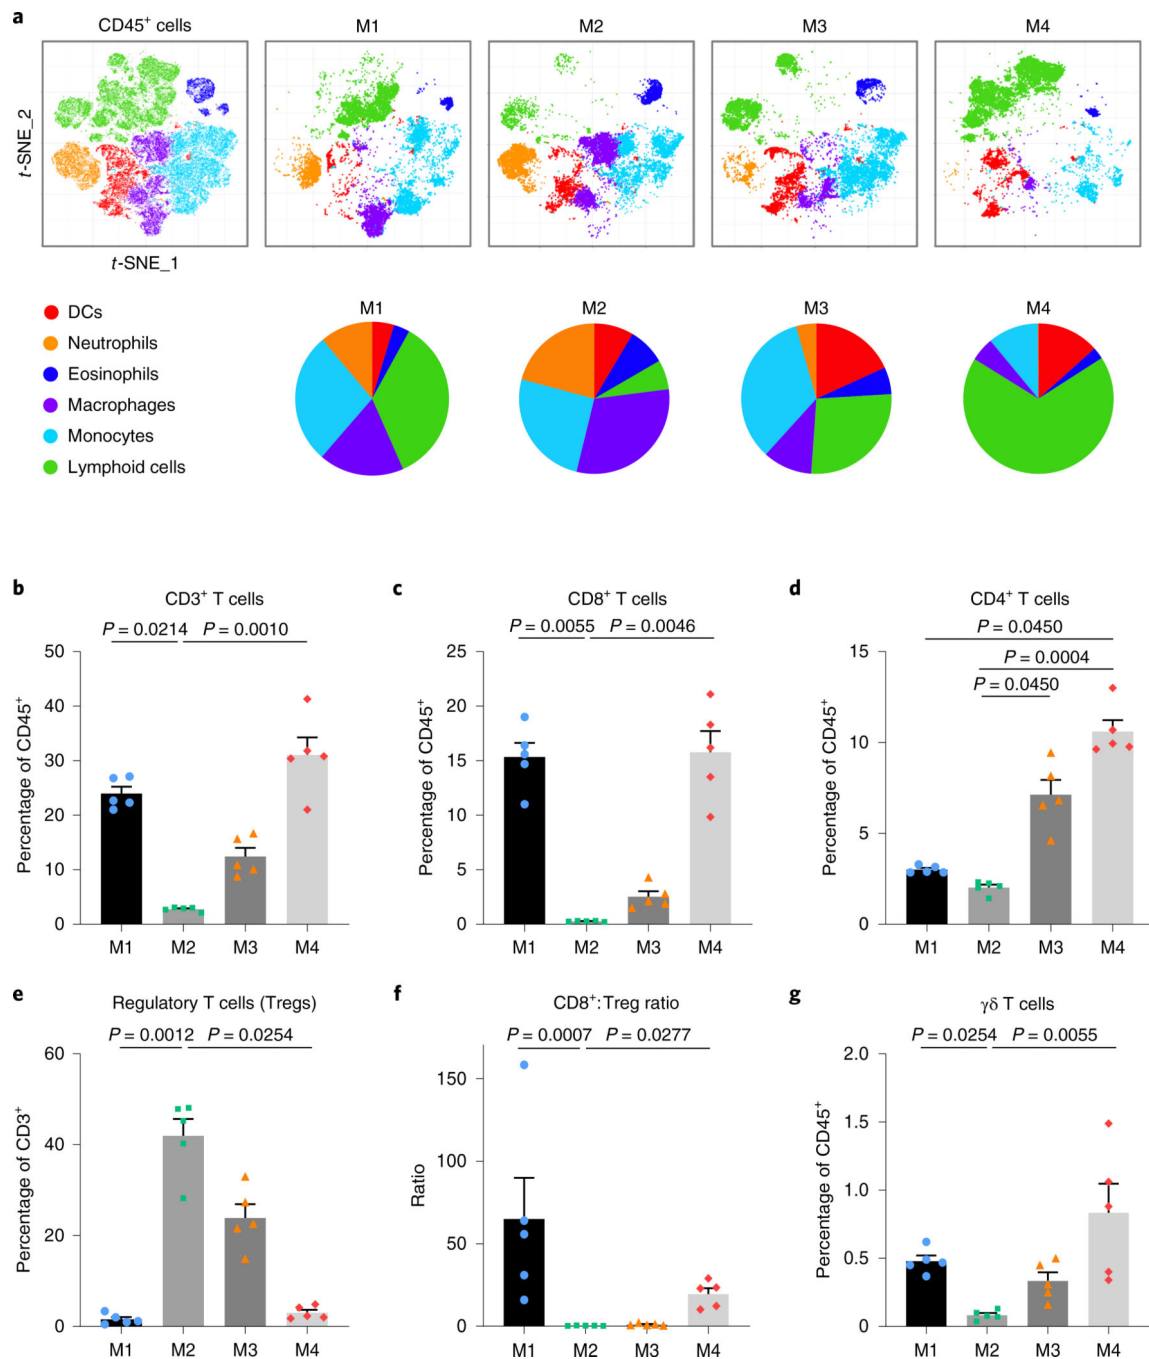 a
CD45⁺ cells
M1
M2
M3
M4
t-SNE_2
t-SNE_1
DCs
Neutrophils
Eosinophils
Macrophages
Monocytes
Lymphoid cells
M1
M2
M3
M4
b
CD3⁺ T cells
P = 0.0214
P = 0.0010
Percentage of CD45⁺
50
40
30
20
10
0
M1
M2
M3
M4
c
CD8⁺ T cells
P = 0.0055
P = 0.0046
Percentage of CD45⁺
25
20
15
10
5
0
M1
M2
M3
M4
d
CD4⁺ T cells
P = 0.0450
P = 0.0004
P = 0.0450
Percentage of CD45⁺
15
10
5
0
M1
M2
M3
M4
e
Regulatory T cells (Tregs)
P = 0.0012
P = 0.0254
Percentage of CD3⁺
60
40
20
0
M1
M2
M3
M4
f
CD8⁺:Treg ratio
P = 0.0007
P = 0.0277
Ratio
150
100
50
0
M1
M2
M3
M4
g
γδ T cells
P = 0.0254
P = 0.0055
Percentage of CD45⁺
2.0
1.5
1.0
0.5
0
M1
M2
M3
M4